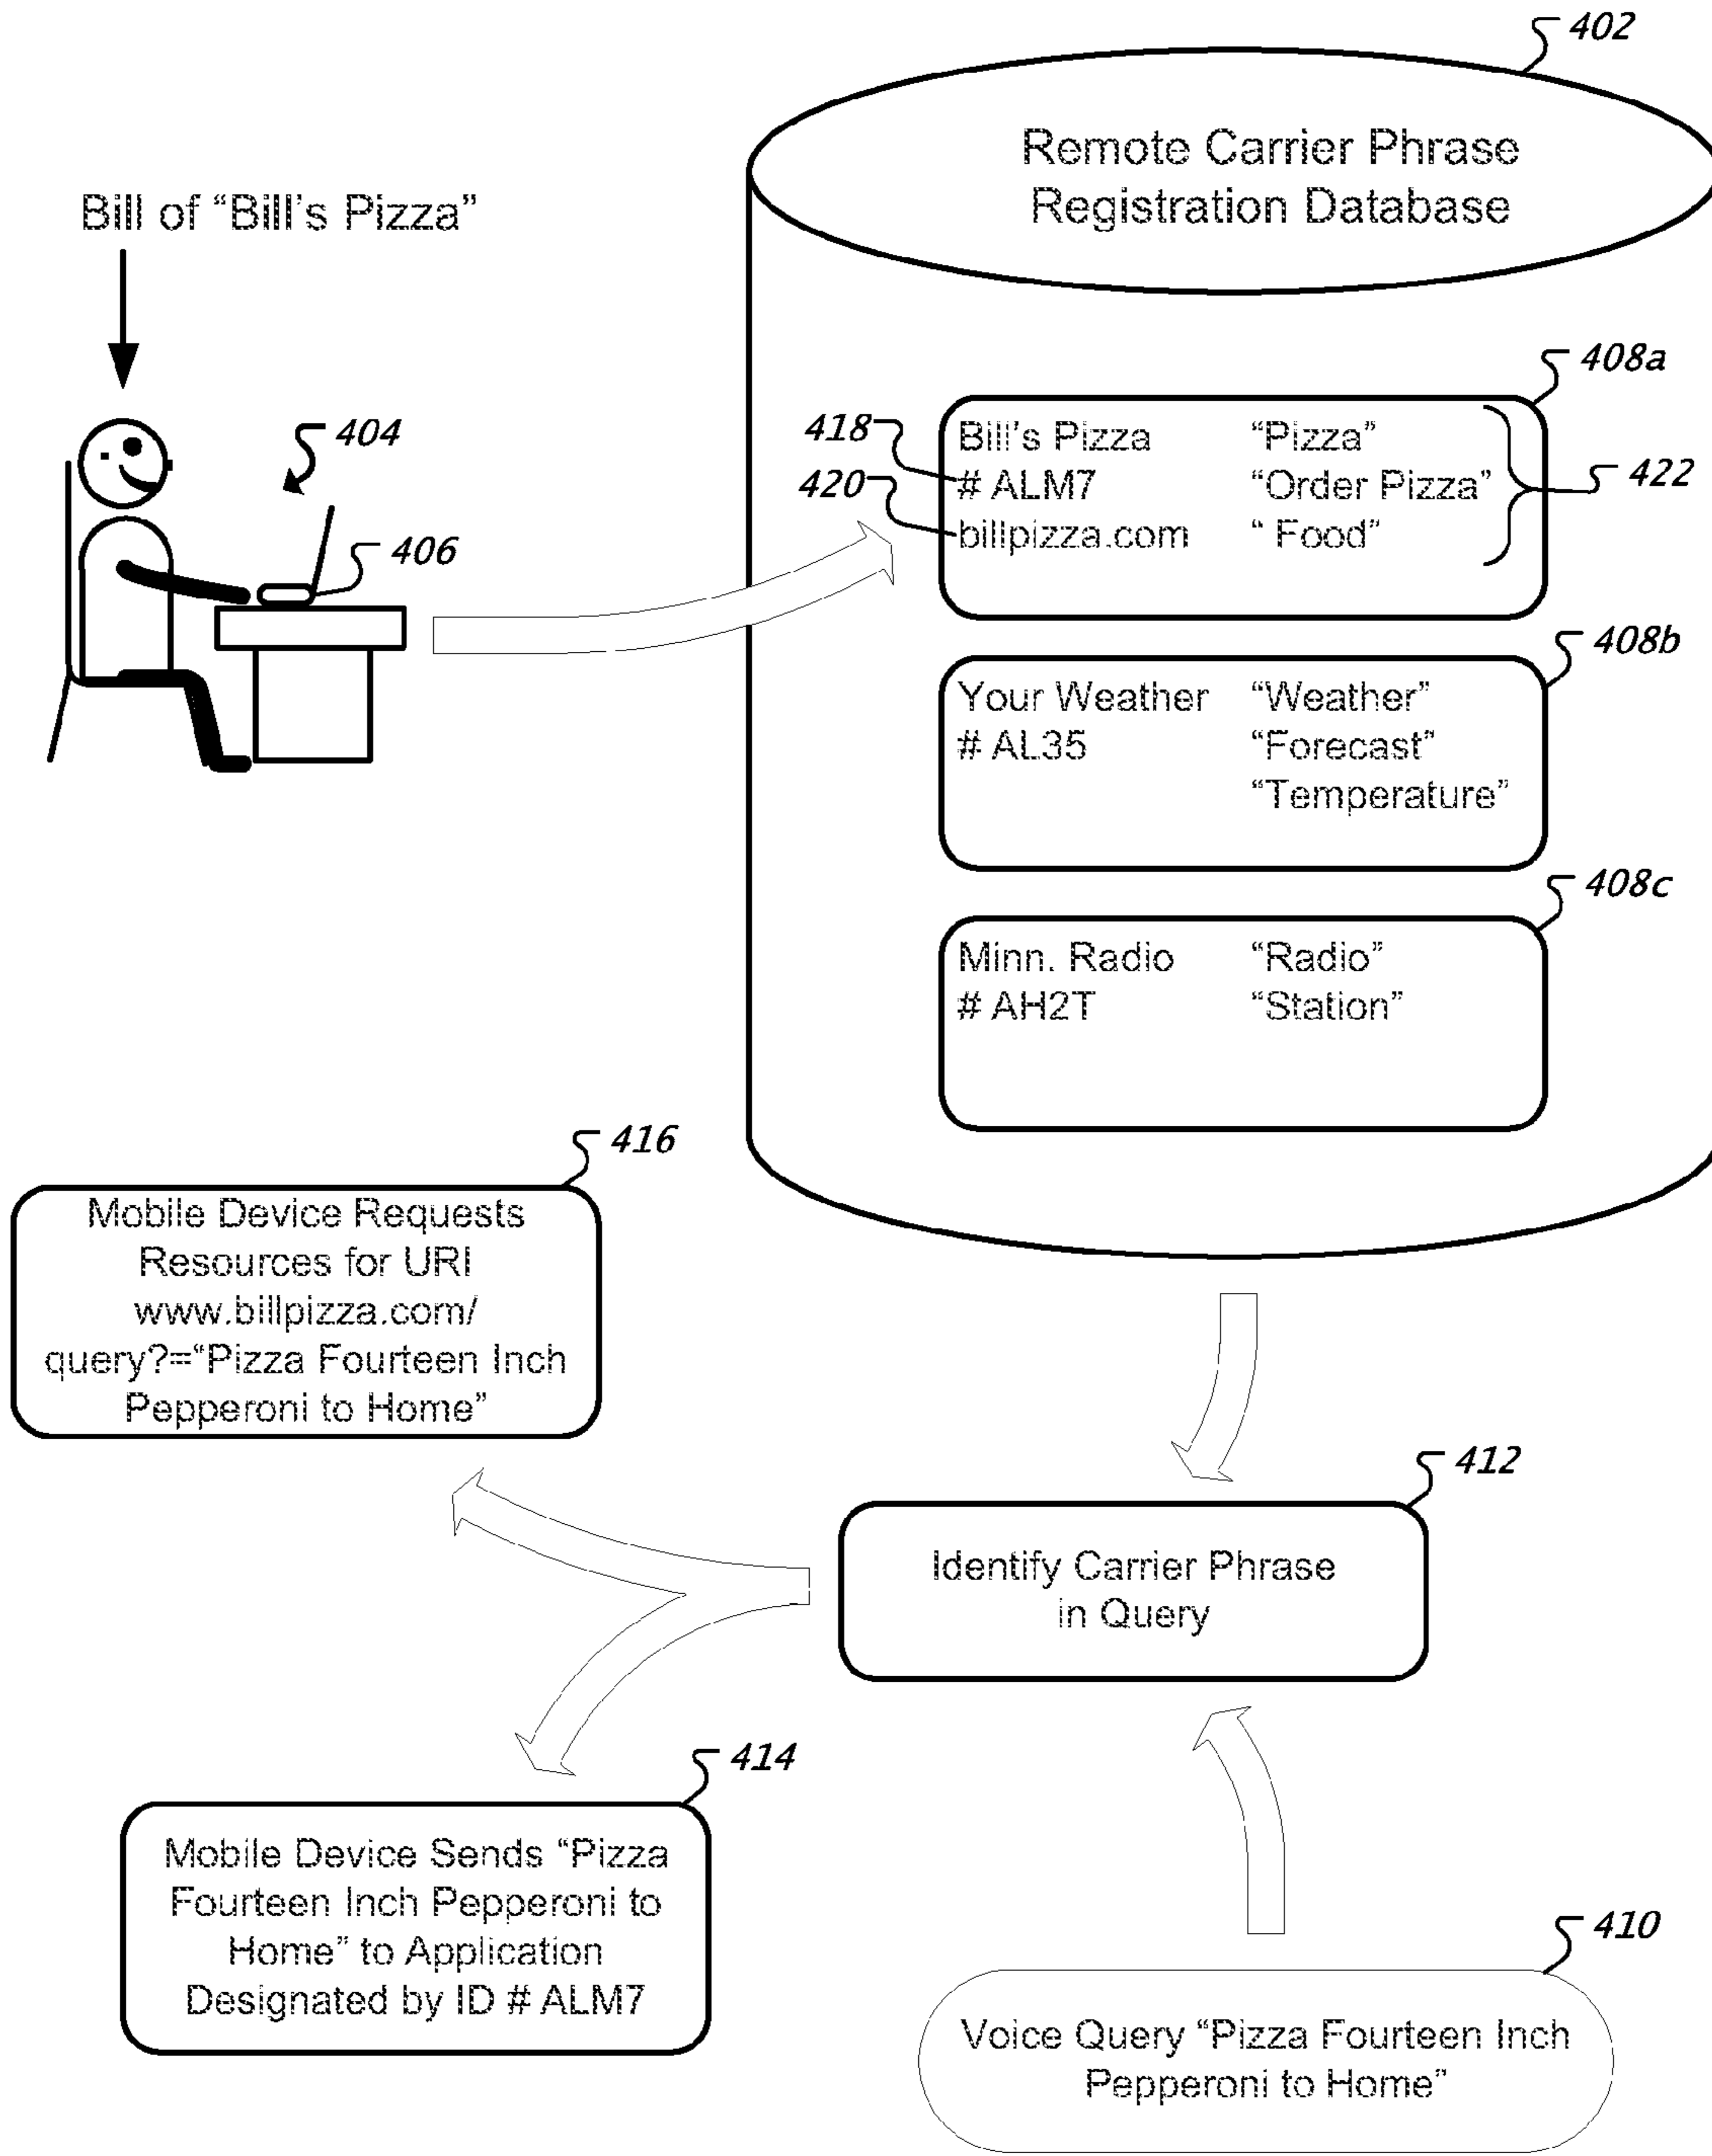 402
Remote Carrier Phrase
Registration Database
Bill of “Bill’s Pizza”
404
406
408a
418
420
422
Bill’s Pizza “Pizza”
# ALM7 “Order Pizza”
billpizza.com “ Food”
408b
Your Weather “Weather”
# AL35 “Forecast”
“Temperature”
408c
Minn. Radio “Radio”
# AH2T “Station”
416
Mobile Device Requests
Resources for URI
www.billpizza.com/
query?=“Pizza Fourteen Inch
Pepperoni to Home”
412
Identify Carrier Phrase
in Query
414
Mobile Device Sends “Pizza
Fourteen Inch Pepperoni to
Home” to Application
Designated by ID # ALM7
410
Voice Query “Pizza Fourteen Inch
Pepperoni to Home”